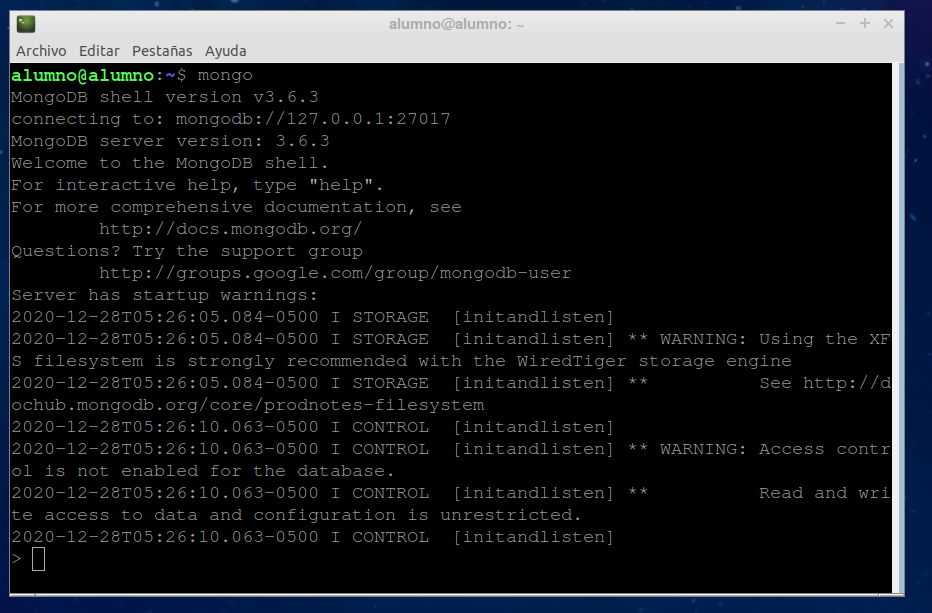 alumno@alumno: ~
Archivo Editar Pestañas Ayuda
alumno@alumno:~$ mongo
MongoDB shell version v3.6.3
connecting to: mongodb://127.0.0.1:27017
MongoDB server version: 3.6.3
Welcome to the MongoDB shell.
For interactive help, type "help".
For more comprehensive documentation, see
        http://docs.mongodb.org/
Questions? Try the support group
        http://groups.google.com/group/mongodb-user
Server has startup warnings:
2020-12-28T05:26:05.084-0500 I STORAGE  [initandlisten]
2020-12-28T05:26:05.084-0500 I STORAGE  [initandlisten] ** WARNING: Using the XF
S filesystem is strongly recommended with the WiredTiger storage engine
2020-12-28T05:26:05.084-0500 I STORAGE  [initandlisten] **          See http://d
ochub.mongodb.org/core/prodnotes-filesystem
2020-12-28T05:26:10.063-0500 I CONTROL  [initandlisten]
2020-12-28T05:26:10.063-0500 I CONTROL  [initandlisten] ** WARNING: Access contr
ol is not enabled for the database.
2020-12-28T05:26:10.063-0500 I CONTROL  [initandlisten] **          Read and wri
te access to data and configuration is unrestricted.
2020-12-28T05:26:10.063-0500 I CONTROL  [initandlisten]
>